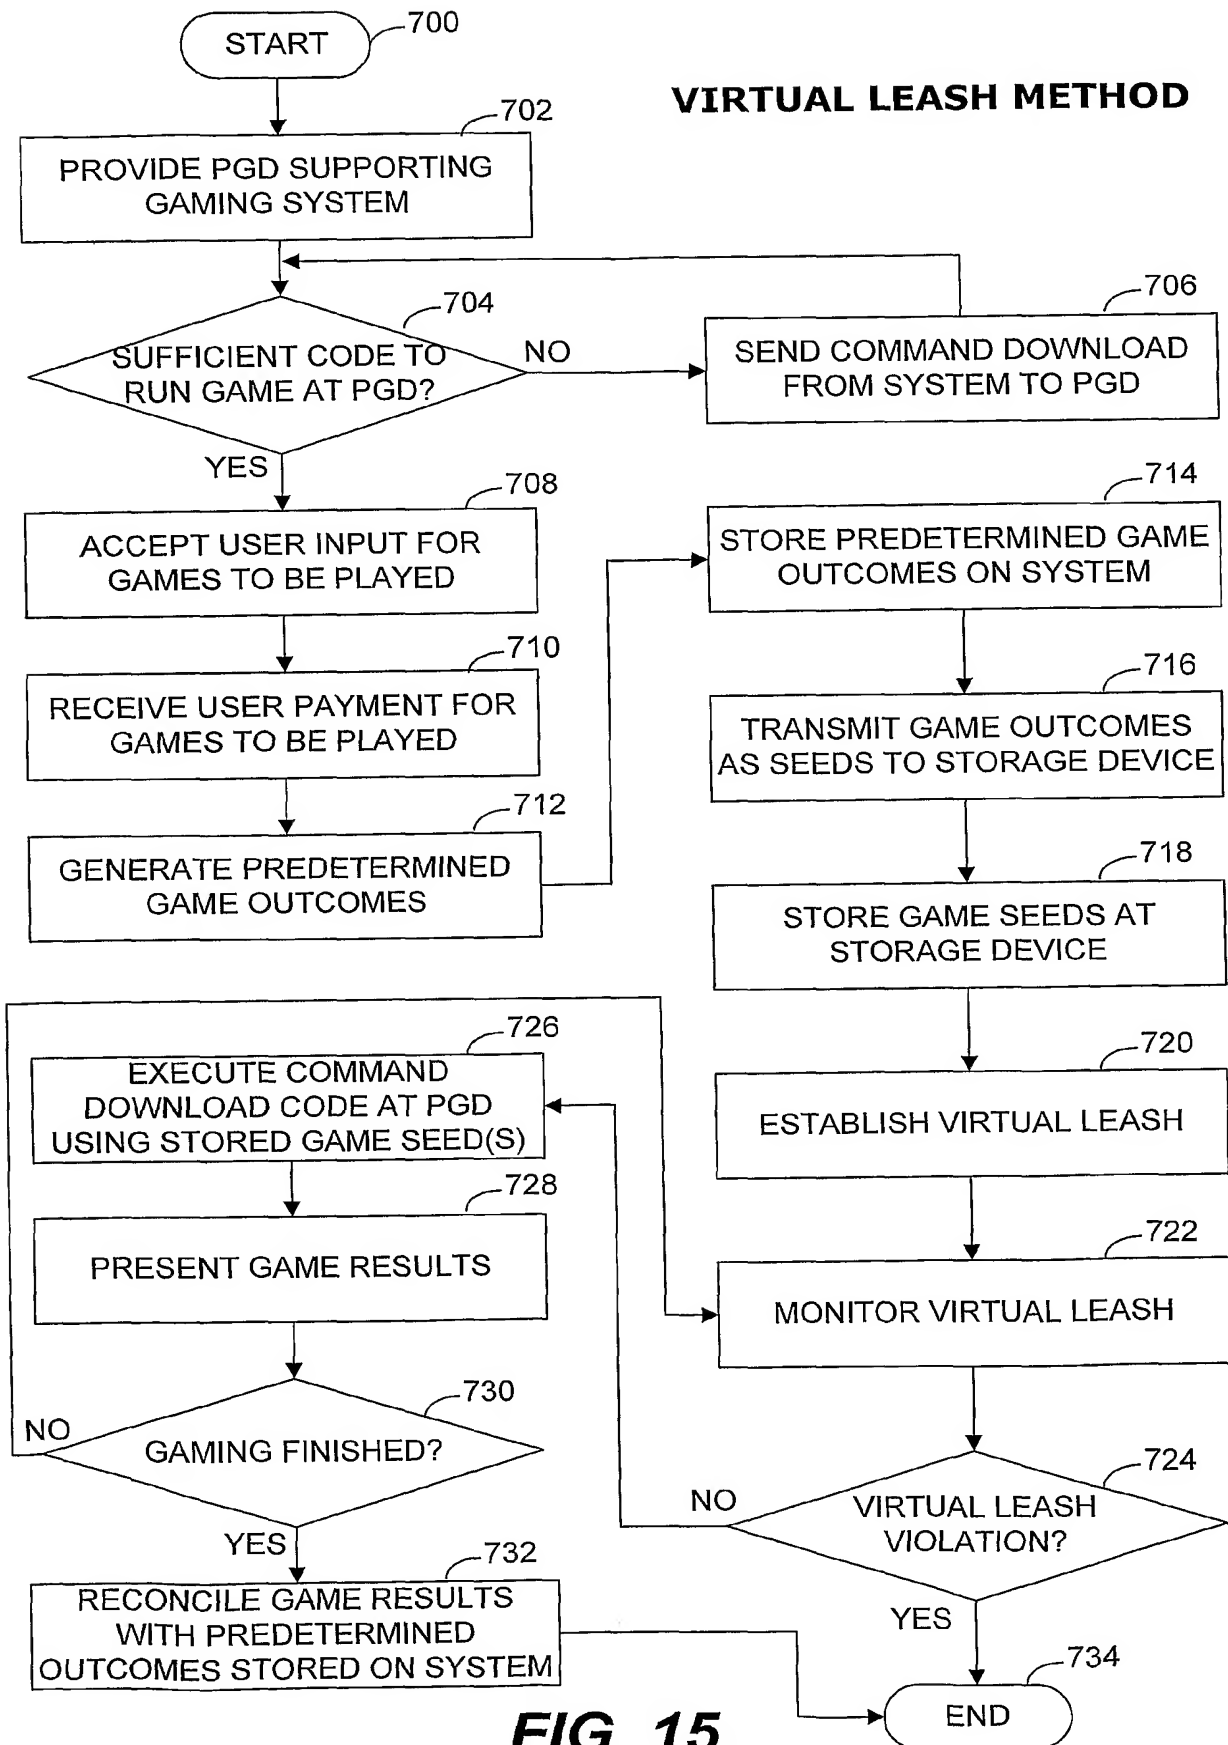 START
700
VIRTUAL LEASH METHOD
702
PROVIDE PGD SUPPORTING
GAMING SYSTEM
704
SUFFICIENT CODE TO
RUN GAME AT PGD?
NO
YES
706
SEND COMMAND DOWNLOAD
FROM SYSTEM TO PGD
708
ACCEPT USER INPUT FOR
GAMES TO BE PLAYED
710
RECEIVE USER PAYMENT FOR
GAMES TO BE PLAYED
712
GENERATE PREDETERMINED
GAME OUTCOMES
714
STORE PREDETERMINED GAME
OUTCOMES ON SYSTEM
716
TRANSMIT GAME OUTCOMES
AS SEEDS TO STORAGE DEVICE
718
STORE GAME SEEDS AT
STORAGE DEVICE
720
ESTABLISH VIRTUAL LEASH
722
MONITOR VIRTUAL LEASH
724
VIRTUAL LEASH
VIOLATION?
NO
YES
726
EXECUTE COMMAND
DOWNLOAD CODE AT PGD
USING STORED GAME SEED(S)
728
PRESENT GAME RESULTS
730
GAMING FINISHED?
NO
YES
732
RECONCILE GAME RESULTS
WITH PREDETERMINED
OUTCOMES STORED ON SYSTEM
734
END
FIG. 15